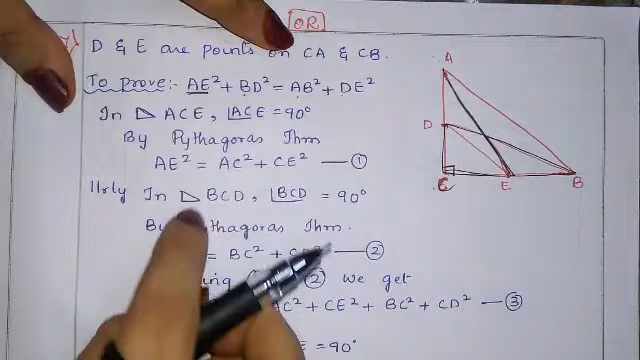 OR
D & E are points on CA & CB.
To prove:- AE² + BD² = AB² + DE²
In △ ACE, ∠ACE = 90°
By Pythagoras Thm
AE² = AC² + CE² — ①
lllrly In △ BCD, ∠BCD = 90°
By Pythagoras Thm.
= BC² + — ②
② we get
AC² + CE² + BC² + CD² — ③
= 90°
A
D
C
E
B